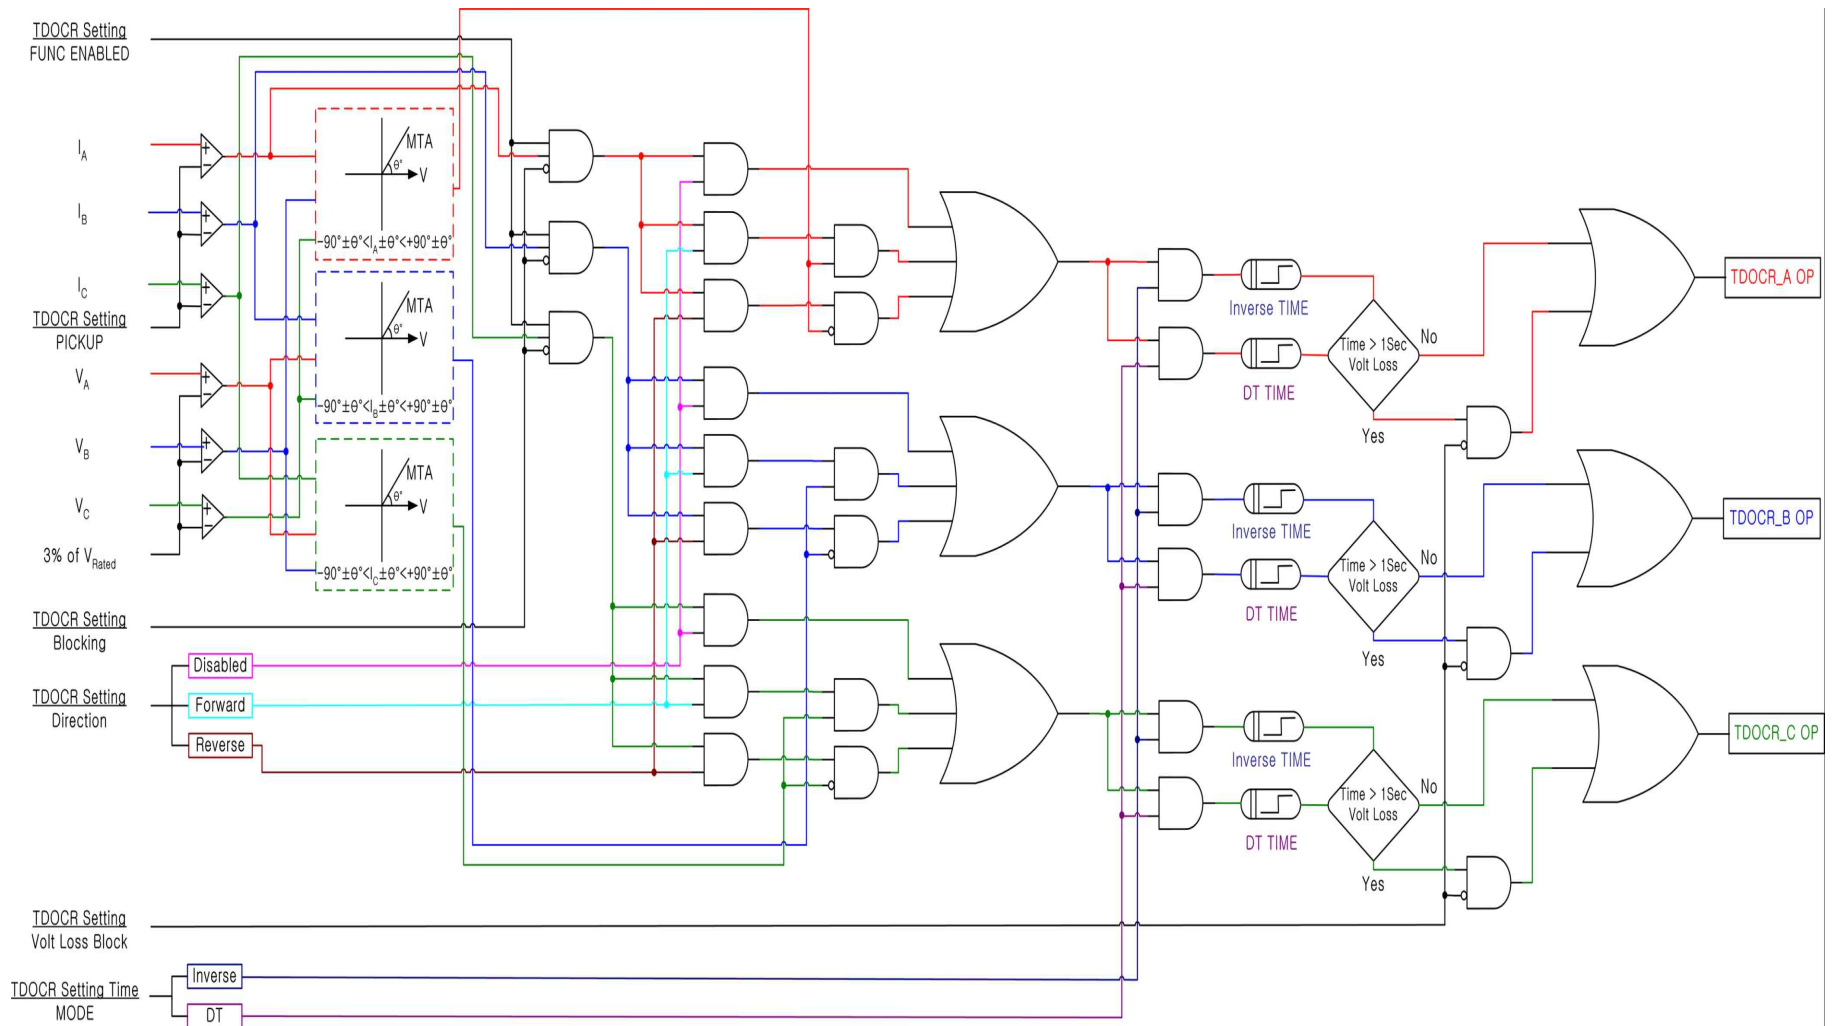 TDOCR Setting
FUNC ENABLED
IA
IB
IC
TDOCR Setting
PICKUP
VA
VB
VC
3% of VRated
TDOCR Setting
Blocking
TDOCR Setting
Direction
Disabled
Forward
Reverse
TDOCR Setting
Volt Loss Block
TDOCR Setting Time
MODE
Inverse
DT
+
−
+
−
+
−
+
−
+
−
+
−
MTA
θ°
V
−90°±θ°<IA±θ°<+90°±θ°
MTA
θ°
V
−90°±θ°<IB±θ°<+90°±θ°
MTA
θ°
V
−90°±θ°<IC±θ°<+90°±θ°
Inverse TIME
DT TIME
Time > 1Sec
Volt Loss
No
Yes
TDOCR_A OP
Inverse TIME
DT TIME
Time > 1Sec
Volt Loss
No
Yes
TDOCR_B OP
Inverse TIME
DT TIME
Time > 1Sec
Volt Loss
No
Yes
TDOCR_C OP